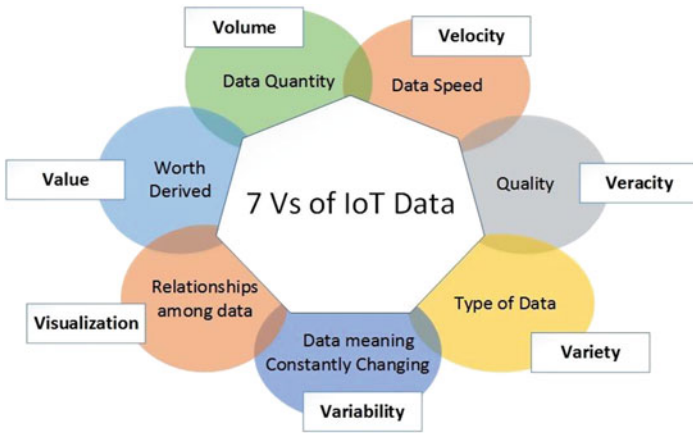 Volume
Data Quantity
Velocity
Data Speed
Value
Worth
Derived
7 Vs of IoT Data
Quality
Veracity
Relationships
among data
Visualization
Type of Data
Variety
Data meaning
Constantly Changing
Variability